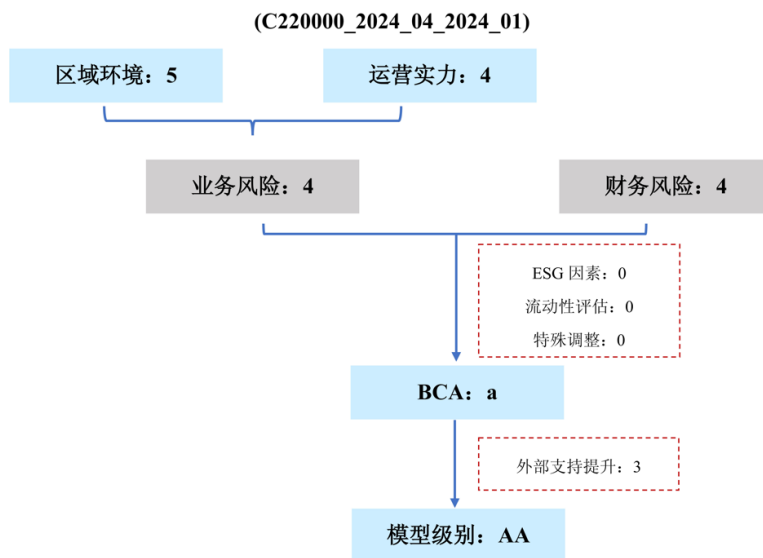 (C220000_2024_04_2024_01)
区域环境：5
运营实力：4
业务风险：4
财务风险：4
ESG 因素：0
流动性评估：0
特殊调整：0
BCA：a
外部支持提升：3
模型级别：AA